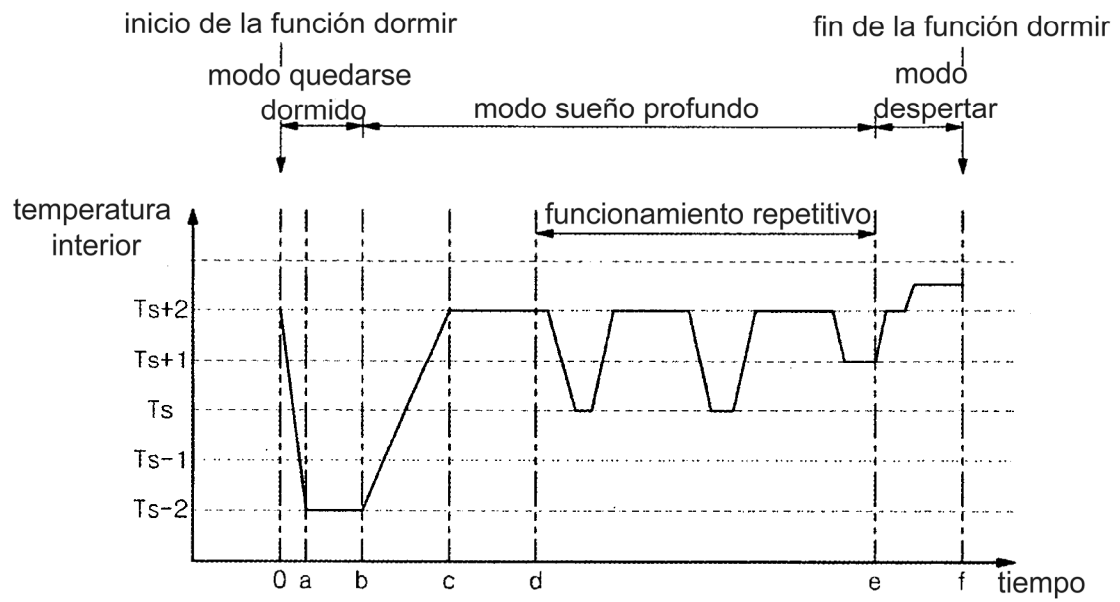 inicio de la función dormir
fin de la función dormir
modo quedarse
dormido
modo sueño profundo
modo
despertar
temperatura
interior
funcionamiento repetitivo
Ts+2
Ts+1
Ts
Ts-1
Ts-2
0 a b c d e f tiempo